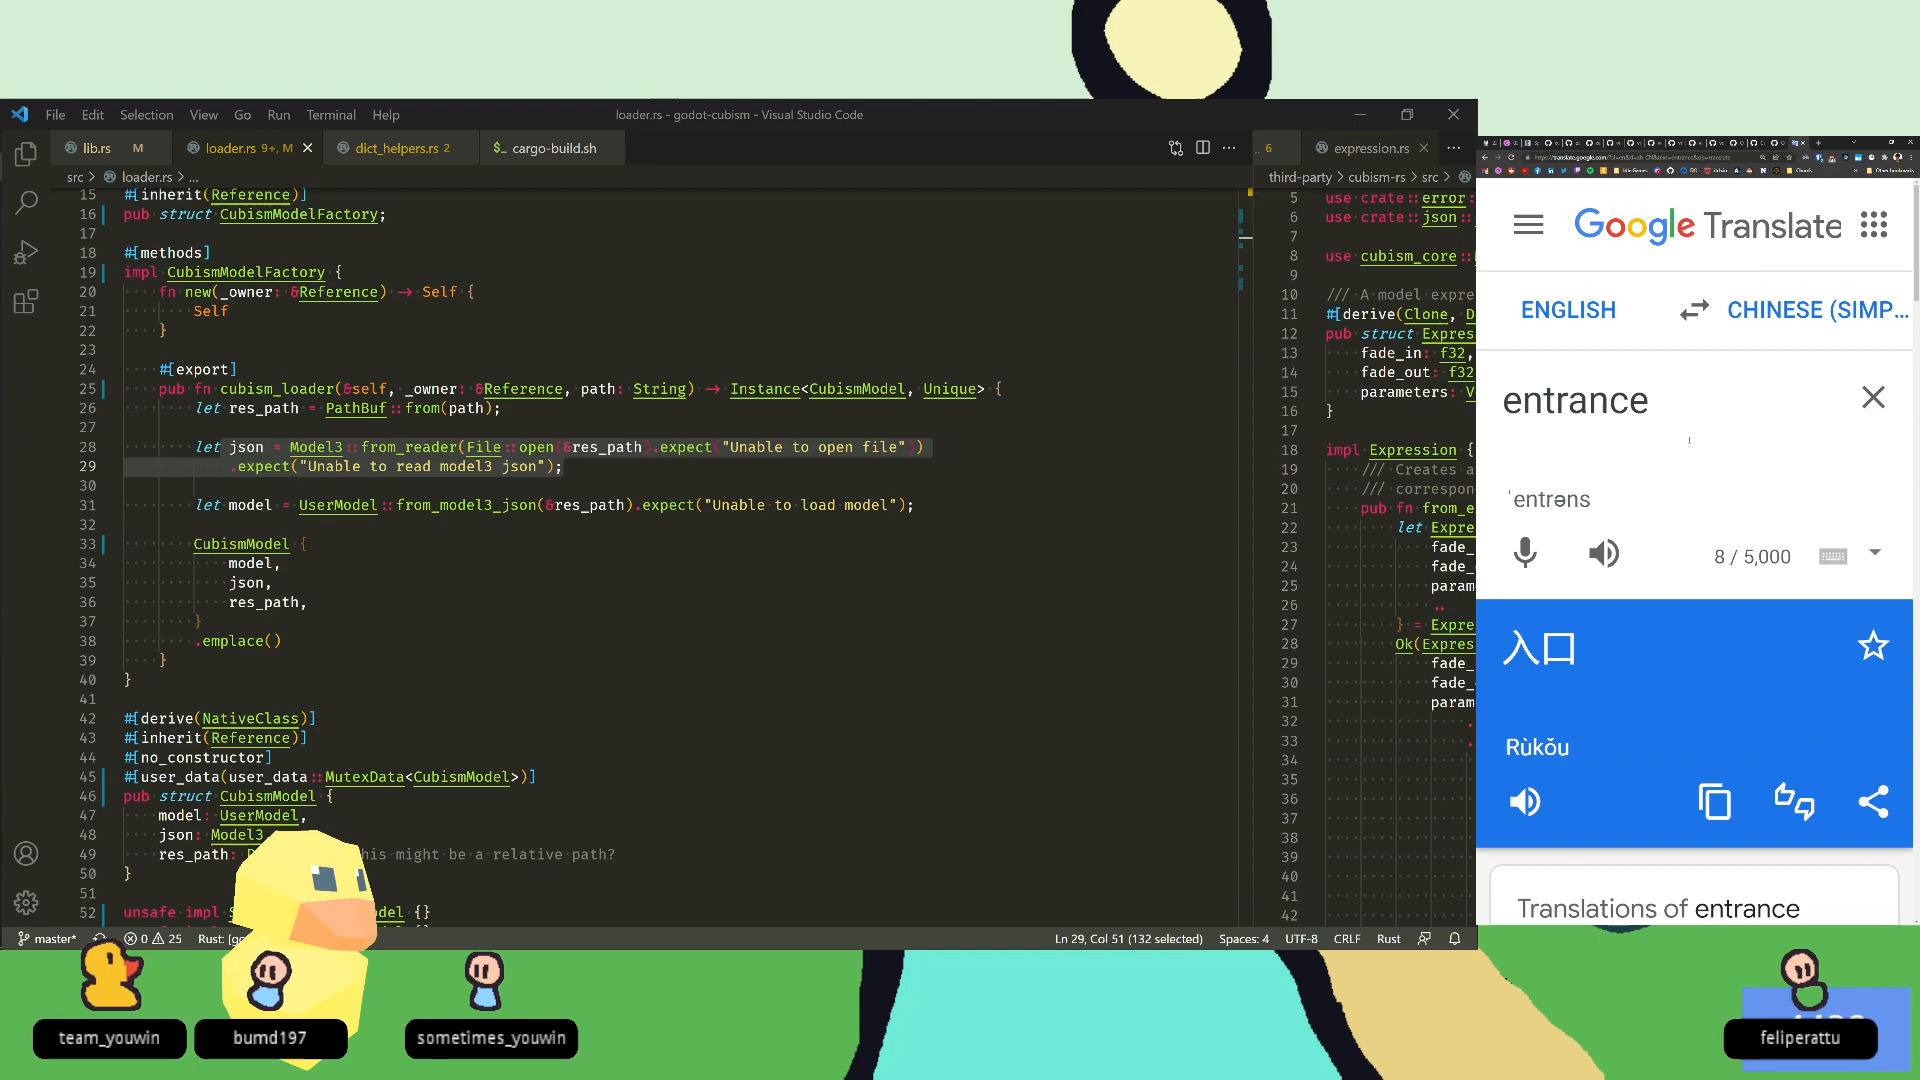 File Edit Selection View Go Run Terminal Help
loader.rs - godot-cubism - Visual Studio Code
lib.rs M
loader.rs 9+, M
dict_helpers.rs 2
cargo-build.sh
6
expression.rs
src > loader.rs > ...
15 #[inherit(Reference)]
16 pub struct CubismModelFactory;
17
18 #[methods]
19 impl CubismModelFactory {
20 fn new(_owner: &Reference) → Self {
21 Self
22 }
23
24 #[export]
25 pub fn cubism_loader(&self, _owner: &Reference, path: String) → Instance<CubismModel, Unique> {
26 let res_path = PathBuf::from(path);
27
28 let json = Model3::from_reader(File::open(&res_path).expect("Unable to open file"))
29 .expect("Unable to read model3 json");
30
31 let model = UserModel::from_model3_json(&res_path).expect("Unable to load model");
32
33 CubismModel {
34 model,
35 json,
36 res_path,
37 }
38 .emplace()
39 }
40 }
41
42 #[derive(NativeClass)]
43 #[inherit(Reference)]
44 #[no_constructor]
45 #[user_data(user_data::MutexData<CubismModel>)]
46 pub struct CubismModel {
47 model: UserModel,
48 json: Model3
49 res_path: his might be a relative path?
50 }
51
52 unsafe impl del {}
third-party > cubism-rs > src >
5 use crate::error:
6 use crate::json::
7
8 use cubism_core::
9
10 /// A model expre
11 #[derive(Clone, D
12 pub struct Expres
13 fade_in: f32,
14 fade_out: f32
15 parameters: V
16 }
17
18 impl Expression {
19 /// Creates a
20 /// correspon
21 pub fn from_e
22 let Expre
23 fade_
24 fade_
25 param
26 ..
27 } = Expre
28 Ok(Expres
29 fade_
30 fade_
31 param
32
33
34
35
36
37
38
39
40
41
42
master* 0 25 Rust: [go
Ln 29, Col 51 (132 selected) Spaces: 4 UTF-8 CRLF Rust
Google Translate
ENGLISH
CHINESE (SIMP...
entrance
ˈentrəns
8 / 5,000
入口
Rùkǒu
Translations of entrance
team_youwin
bumd197
sometimes_youwin
feliperattu